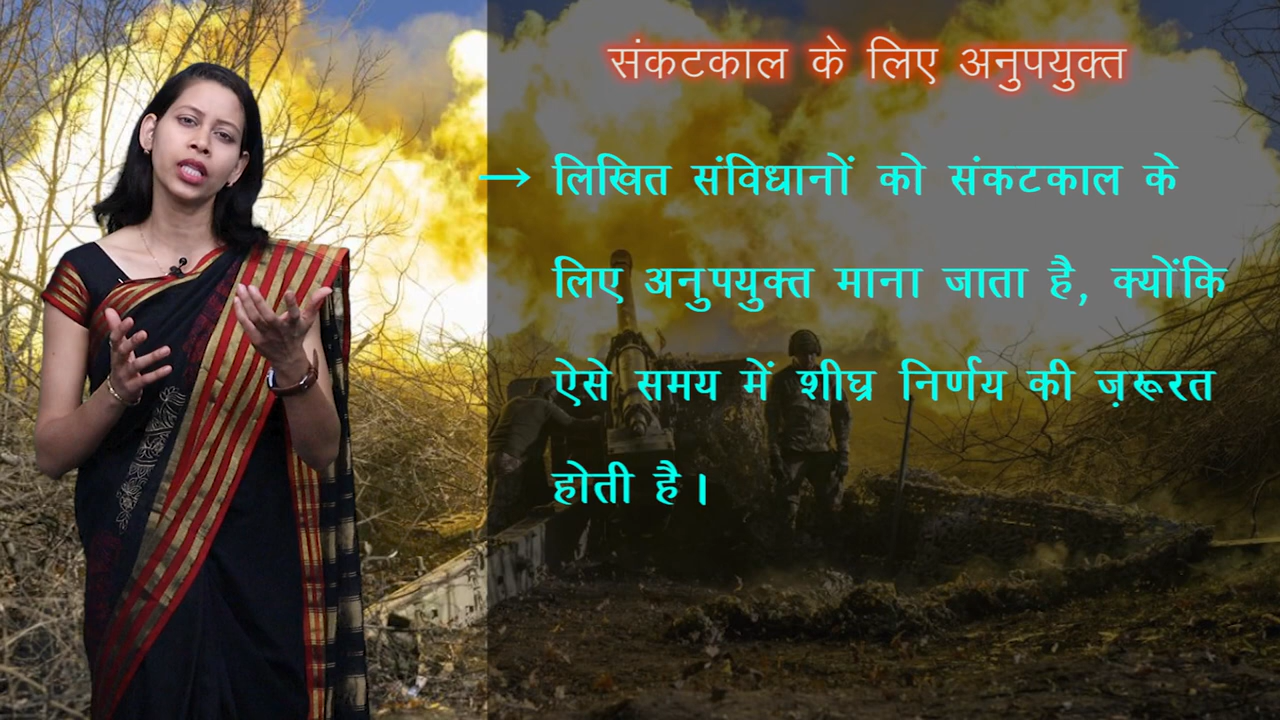 संकटकाल के लिए अनुपयुक्त
→ लिखित संविधानों को संकटकाल के
लिए अनुपयुक्त माना जाता है, क्योंकि
ऐसे समय में शीघ्र निर्णय की ज़रूरत
होती है।